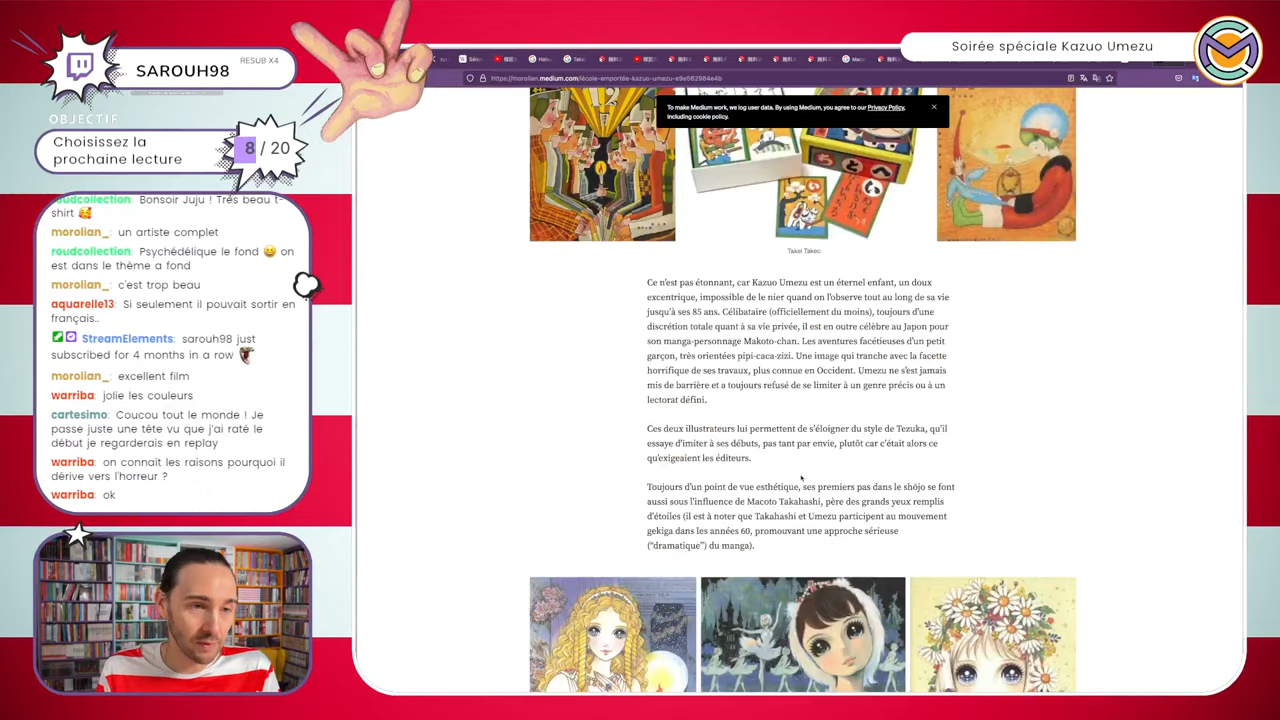 SAROUH98
RESUB X4
Soirée spéciale Kazuo Umezu
OBJECTIF
Choisissez la
prochaine lecture
8 / 20
roudcollection: Bonsoir Juju ! Très beau t-
shirt 🥰
morolian_: un artiste complet
roudcollection: Psychédélique le fond 😄 on
est dans le thème a fond
morolian_: c'est trop beau
aquarelle13: Si seulement il pouvait sortir en
français..
StreamElements: sarouh98 just
subscribed for 4 months in a row
morolian_: excellent film
warriba: jolie les couleurs
cartesimo: Coucou tout le monde ! Je
passe juste une tête vu que j'ai raté le
début je regarderais en replay
warriba: on connait les raisons pourquoi il
dérive vers l'horreur ?
warriba: ok
https://morolian.medium.com/lécole-emportée-kazuo-umezu-e9e562984e4b
To make Medium work, we log user data. By using Medium, you agree to our Privacy Policy,
including cookie policy.
Takei Takeo
Ce n'est pas étonnant, car Kazuo Umezu est un éternel enfant, un doux
excentrique, impossible de le nier quand on l'observe tout au long de sa vie
jusqu'à ses 85 ans. Célibataire (officiellement du moins), toujours d'une
discrétion totale quant à sa vie privée, il est en outre célèbre au Japon pour
son manga-personnage Makoto-chan. Les aventures facétieuses d'un petit
garçon, très orientées pipi-caca-zizi. Une image qui tranche avec la facette
horrifique de ses travaux, plus connue en Occident. Umezu ne s'est jamais
mis de barrière et a toujours refusé de se limiter à un genre précis ou à un
lectorat défini.
Ces deux illustrateurs lui permettent de s'éloigner du style de Tezuka, qu'il
essaye d'imiter à ses débuts, pas tant par envie, plutôt car c'était alors ce
qu'exigeaient les éditeurs.
Toujours d'un point de vue esthétique, ses premiers pas dans le shôjo se font
aussi sous l'influence de Macoto Takahashi, père des grands yeux remplis
d'étoiles (il est à noter que Takahashi et Umezu participent au mouvement
gekiga dans les années 60, promouvant une approche sérieuse
("dramatique") du manga).